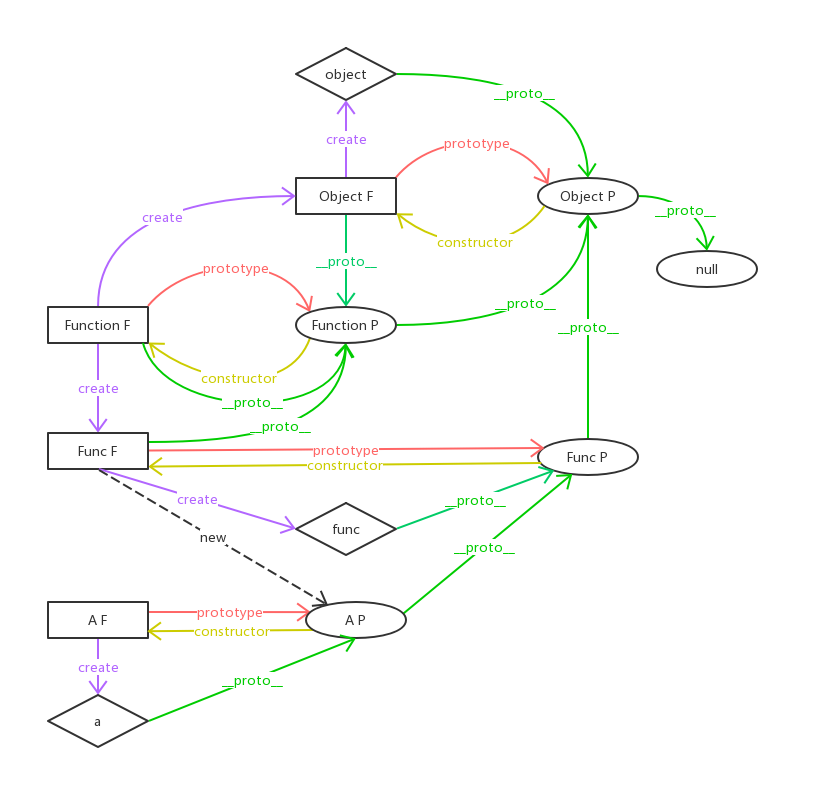 object
__proto__
create
prototype
Object F
Object P
create
__proto__
constructor
__proto__
prototype
null
__proto__
Function F
Function P
__proto__
constructor
create
__proto__
__proto__
Func F
prototype
Func P
constructor
create
__proto__
func
new
__proto__
A F
prototype
A P
constructor
create
__proto__
a